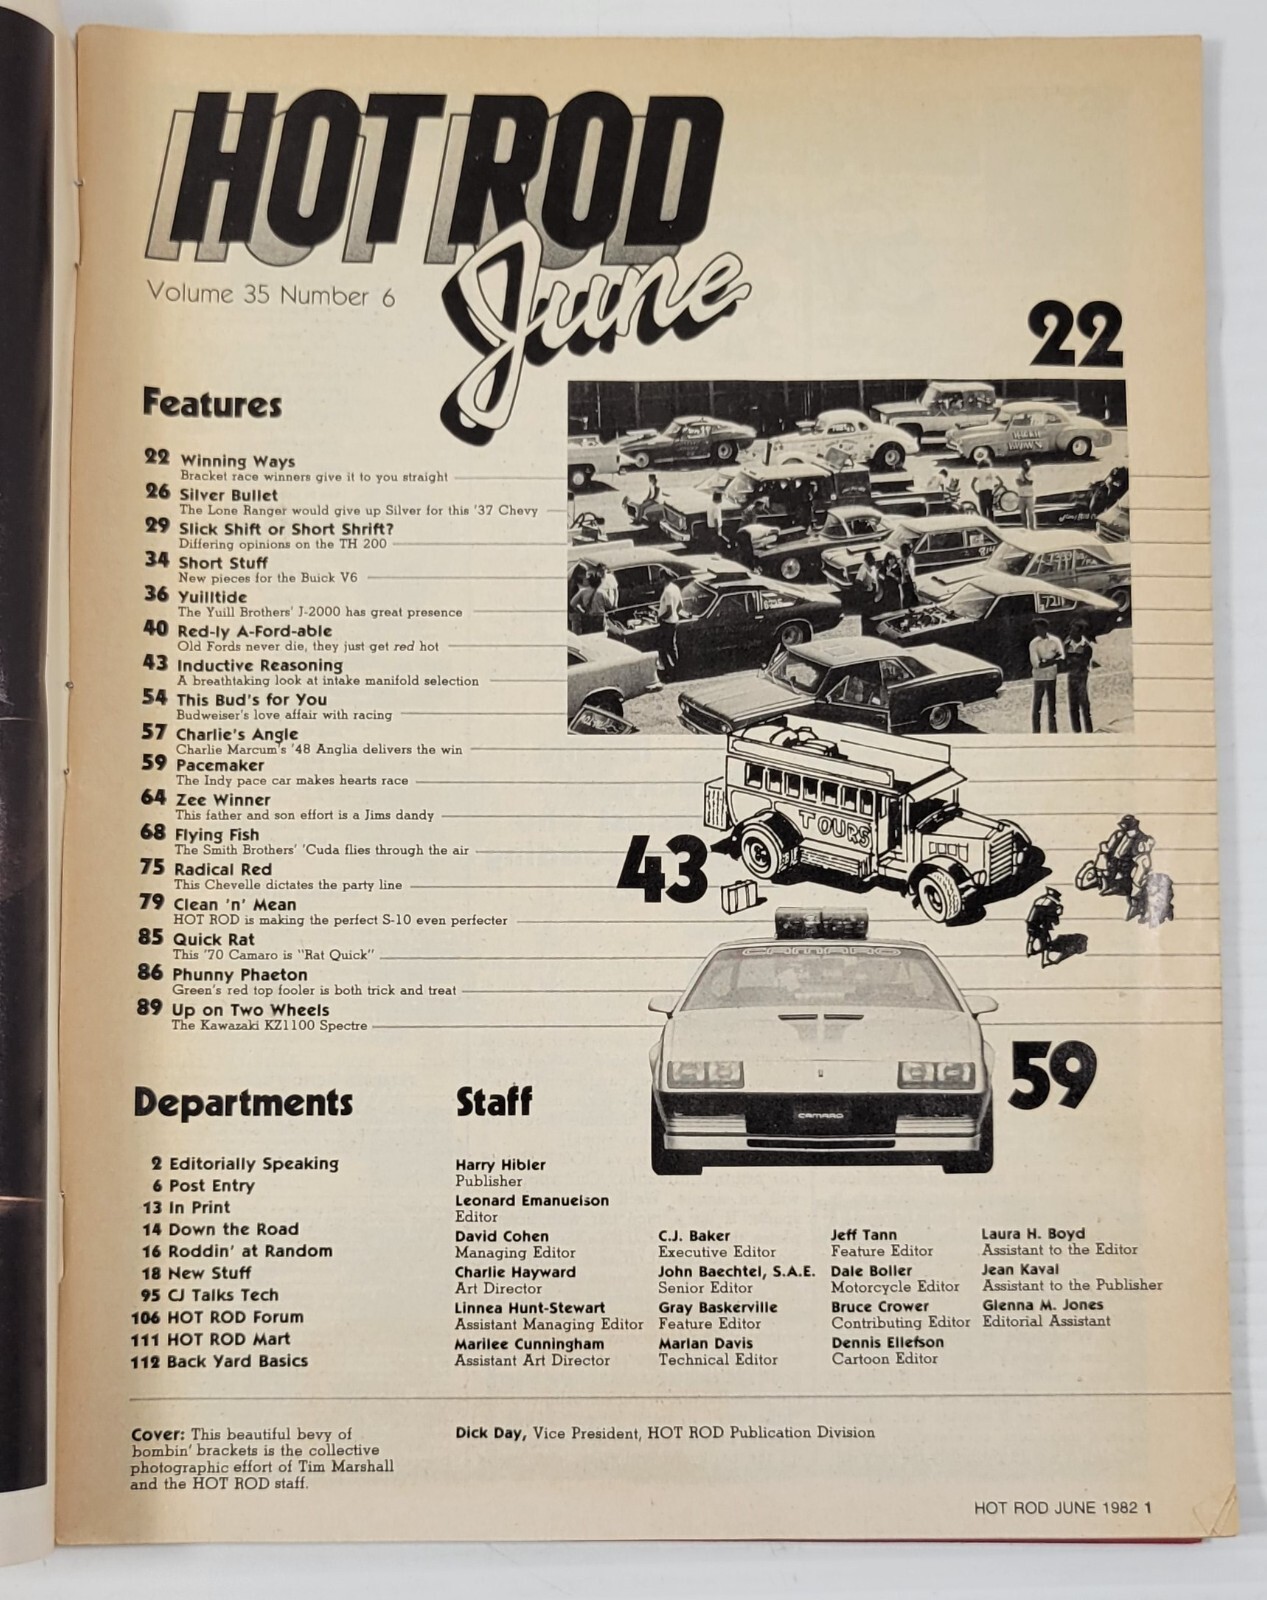 HOT ROD
June
Volume 35 Number 6
22
Features
22 Winning Ways
Bracket race winners give it to you straight
26 Silver Bullet
The Lone Ranger would give up Silver for this '37 Chevy
29 Slick Shift or Short Shrift?
Differing opinions on the TH 200
34 Short Stuff
New pieces for the Buick V6
36 Yuilltide
The Yuill Brothers' J-2000 has great presence
40 Red-ly A-Ford-able
Old Fords never die, they just get red hot
43 Inductive Reasoning
A breathtaking look at intake manifold selection
54 This Bud's for You
Budweiser's love affair with racing
57 Charlie's Angle
Charlie Marcum's '48 Anglia delivers the win
59 Pacemaker
The Indy pace car makes hearts race
64 Zee Winner
This father and son effort is a Jims dandy
68 Flying Fish
The Smith Brothers' 'Cuda flies through the air
75 Radical Red
This Chevelle dictates the party line
79 Clean 'n' Mean
HOT ROD is making the perfect S-10 even perfecter
85 Quick Rat
This '70 Camaro is "Rat Quick"
86 Phunny Phaeton
Green's red top fooler is both trick and treat
89 Up on Two Wheels
The Kawazaki KZ1100 Spectre
TOURS
43
CAMARO
59
Departments
2 Editorially Speaking
6 Post Entry
13 In Print
14 Down the Road
16 Roddin' at Random
18 New Stuff
95 CJ Talks Tech
106 HOT ROD Forum
111 HOT ROD Mart
112 Back Yard Basics
Staff
Harry Hibler
Publisher
Leonard Emanuelson
Editor
David Cohen
Managing Editor
Charlie Hayward
Art Director
Linnea Hunt-Stewart
Assistant Managing Editor
Marilee Cunningham
Assistant Art Director
C.J. Baker
Executive Editor
John Baechtel, S.A.E.
Senior Editor
Gray Baskerville
Feature Editor
Marlan Davis
Technical Editor
Jeff Tann
Feature Editor
Dale Boller
Motorcycle Editor
Bruce Crower
Contributing Editor
Dennis Ellefson
Cartoon Editor
Laura H. Boyd
Assistant to the Editor
Jean Kaval
Assistant to the Publisher
Glenna M. Jones
Editorial Assistant
Cover: This beautiful bevy of
bombin' brackets is the collective
photographic effort of Tim Marshall
and the HOT ROD staff.
Dick Day, Vice President, HOT ROD Publication Division
HOT ROD JUNE 1982 1